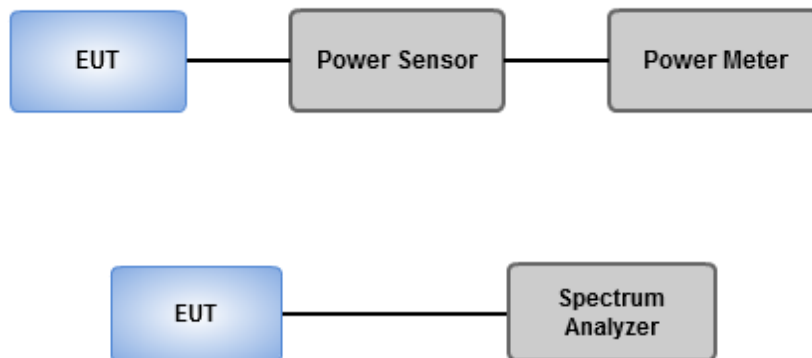 EUT
Power Sensor
Power Meter
EUT
Spectrum
Analyzer